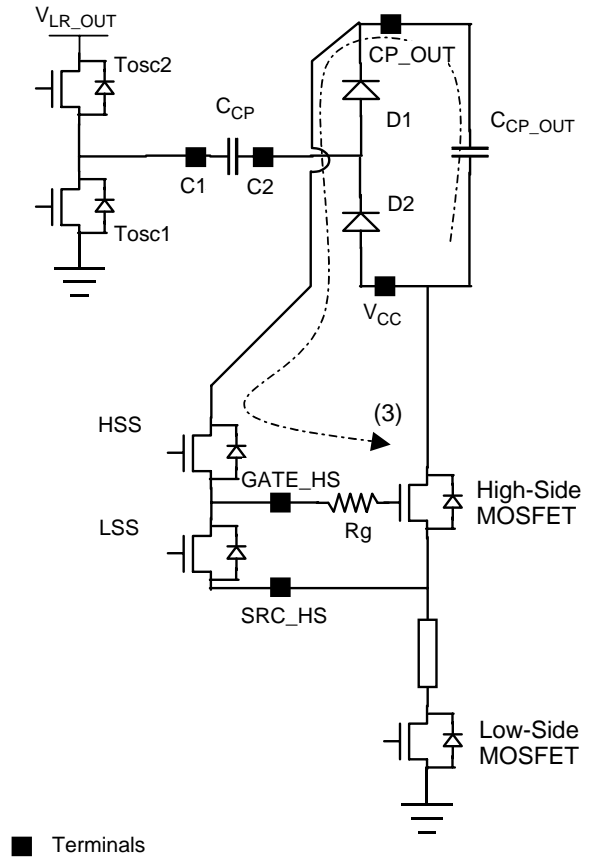 V_LR_OUT
Tosc2
CP_OUT
C_CP
D1
C_CP_OUT
C1
C2
D2
Tosc1
V_CC
(3)
HSS
GATE_HS
High-Side
MOSFET
Rg
LSS
SRC_HS
Low-Side
MOSFET
Terminals